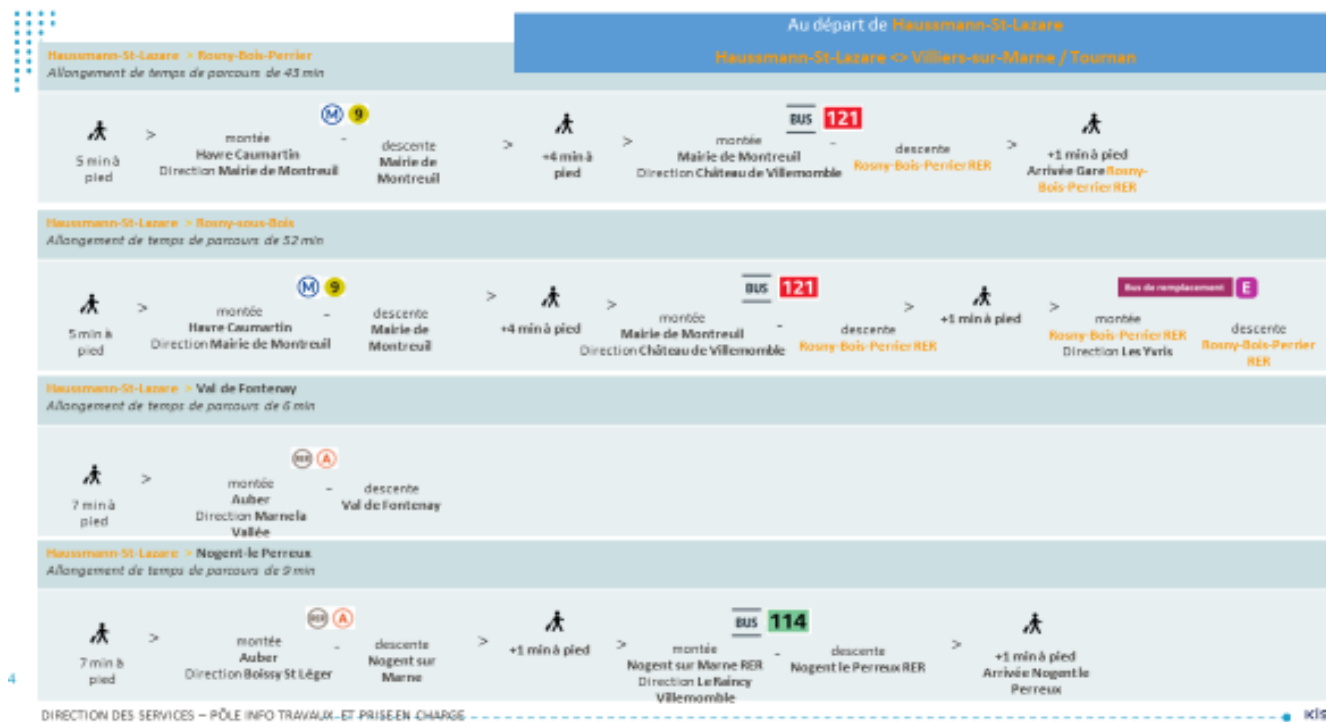 Au départ de Haussmann-St-Lazare
Haussmann-St-Lazare <> Villiers-sur-Marne / Tournan
Haussmann-St-Lazare > Rosny-Bois-Perrier
Allongement de temps de parcours de 43 min
5 min à pied
>
M 9
montée
Havre Caumartin
Direction Mairie de Montreuil
-
descente
Mairie de Montreuil
>
+4 min à pied
>
BUS 121
montée
Mairie de Montreuil
Direction Château de Villemomble
-
descente
Rosny-Bois-Perrier RER
>
+1 min à pied
Arrivée Gare Rosny-
Bois-Perrier RER
Haussmann-St-Lazare > Rosny-sous-Bois
Allongement de temps de parcours de 52 min
5 min à pied
>
M 9
montée
Havre Caumartin
Direction Mairie de Montreuil
-
descente
Mairie de Montreuil
>
+4 min à pied
>
BUS 121
montée
Mairie de Montreuil
Direction Château de Villemomble
-
descente
Rosny-Bois-Perrier RER
>
+1 min à pied
>
Bus de remplacement E
montée
Rosny-Bois-Perrier RER
Direction Les Yvris
descente
Rosny-Bois-Perrier
RER
Haussmann-St-Lazare > Val de Fontenay
Allongement de temps de parcours de 6 min
7 min à pied
>
RER A
montée
Auber
Direction Marne la
Vallée
-
descente
Val de Fontenay
Haussmann-St-Lazare > Nogent-le Perreux
Allongement de temps de parcours de 9 min
7 min à pied
>
RER A
montée
Auber
Direction Boissy St Léger
-
descente
Nogent sur
Marne
>
+1 min à pied
>
BUS 114
montée
Nogent sur Marne RER
Direction Le Raincy
Villemomble
-
descente
Nogent le Perreux RER
>
+1 min à pied
Arrivée Nogent le
Perreux
4
DIRECTION DES SERVICES – PÔLE INFO TRAVAUX ET PRISE EN CHARGE